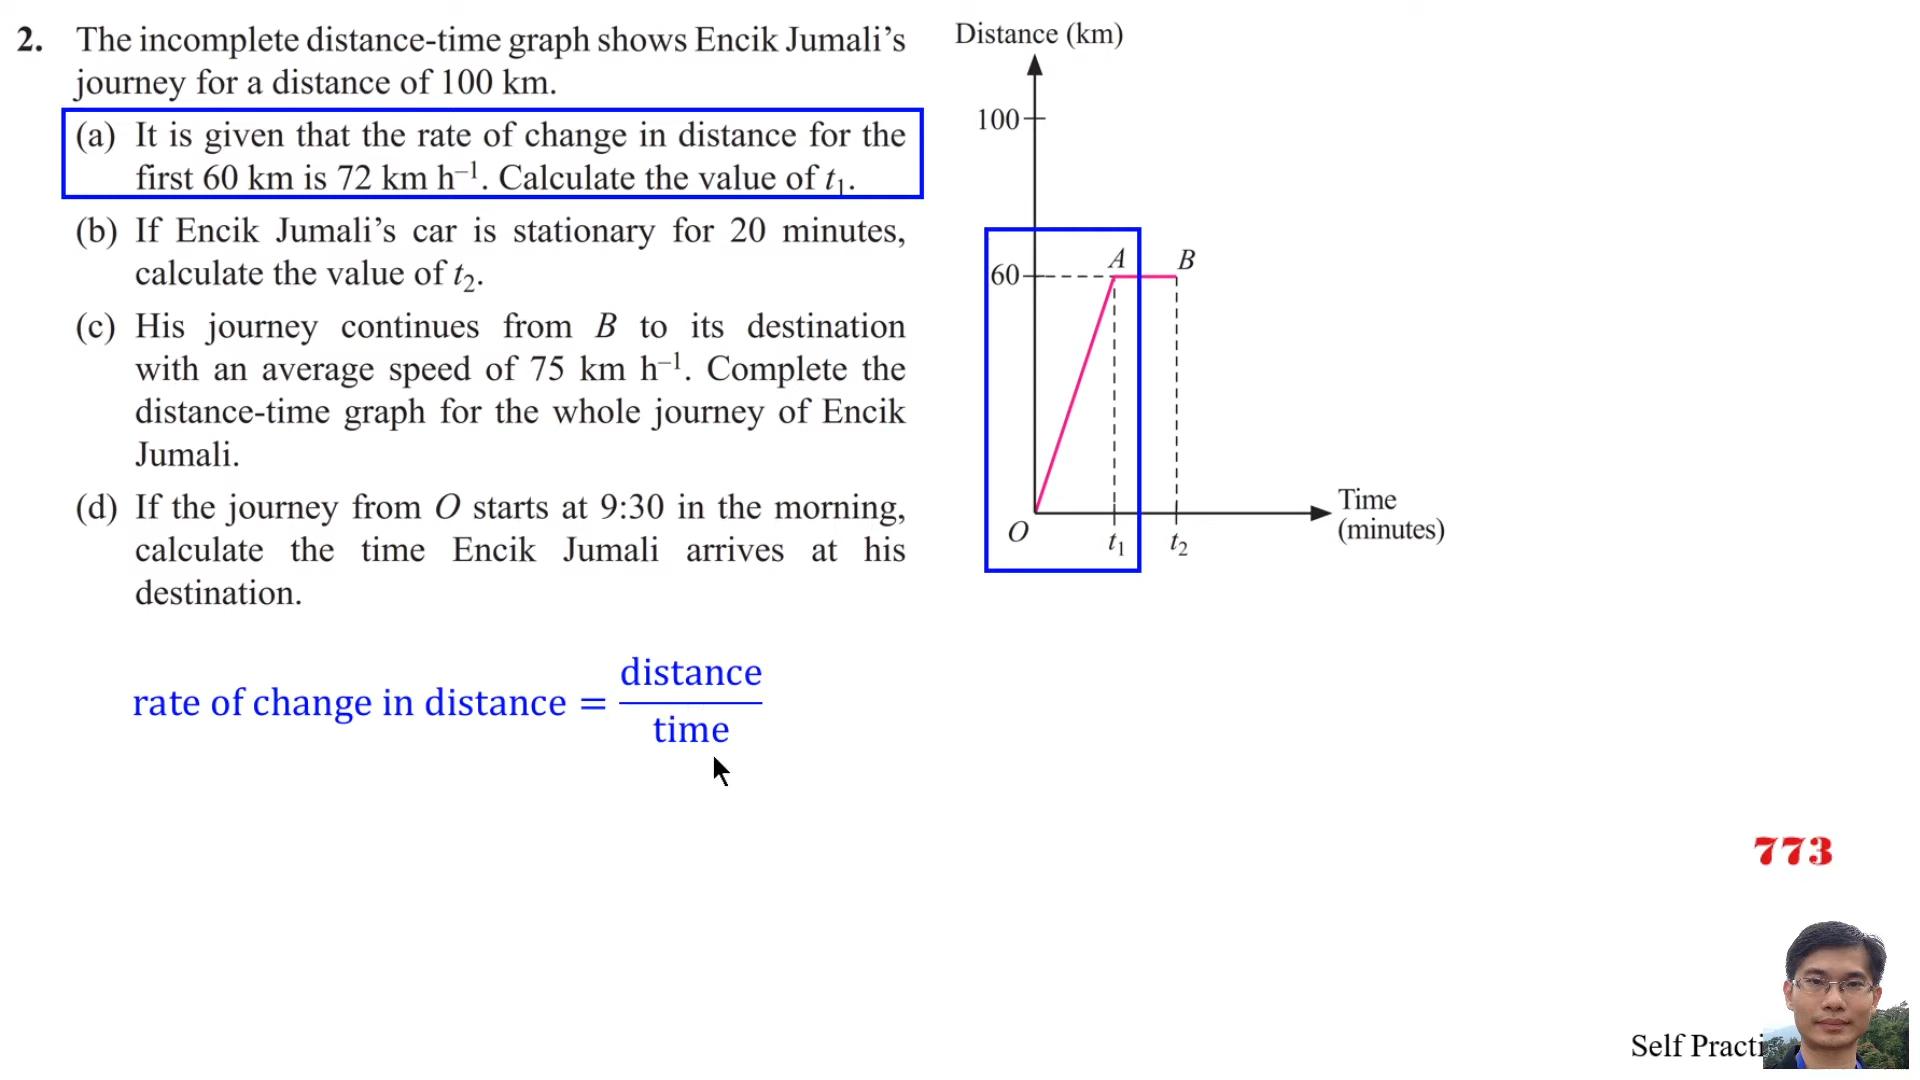 2. The incomplete distance-time graph shows Encik Jumali’s
journey for a distance of 100 km.
(a) It is given that the rate of change in distance for the
first 60 km is 72 km h⁻¹. Calculate the value of t₁.
(b) If Encik Jumali’s car is stationary for 20 minutes,
calculate the value of t₂.
(c) His journey continues from B to its destination
with an average speed of 75 km h⁻¹. Complete the
distance-time graph for the whole journey of Encik
Jumali.
(d) If the journey from O starts at 9:30 in the morning,
calculate the time Encik Jumali arrives at his
destination.
Distance (km)
100
60
A
B
O
t₁
t₂
Time
(minutes)
rate of change in distance = distance
time
773
Self Practi